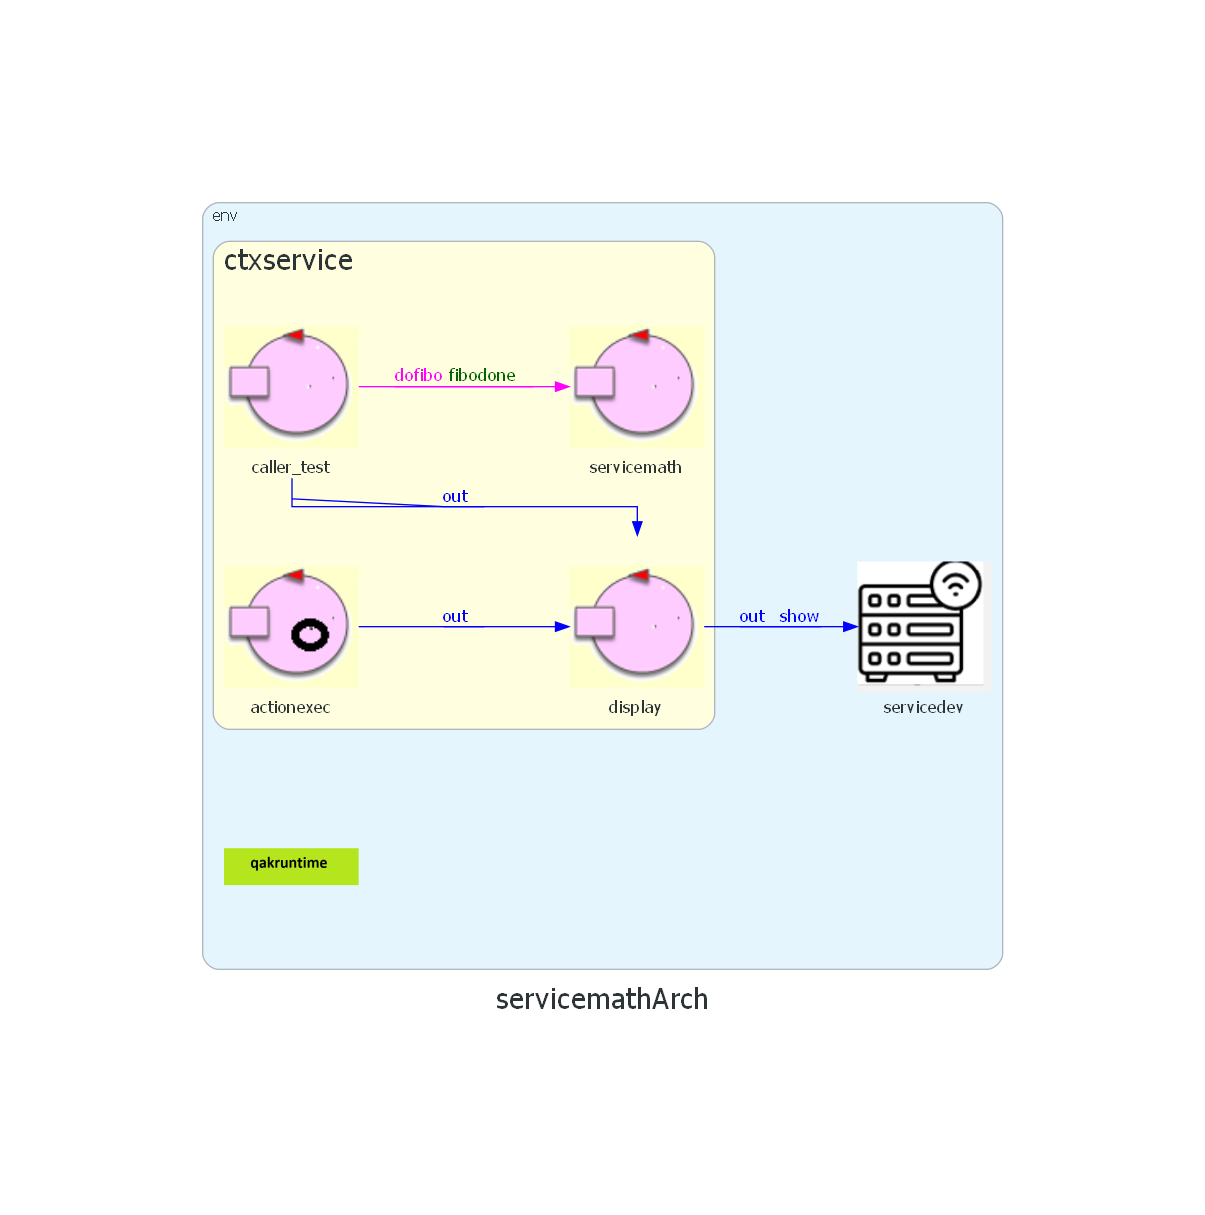 env
ctxservice
dofibo fibodone
caller_test
servicemath
out
out
out show
actionexec
display
servicedev
qakruntime
servicemathArch